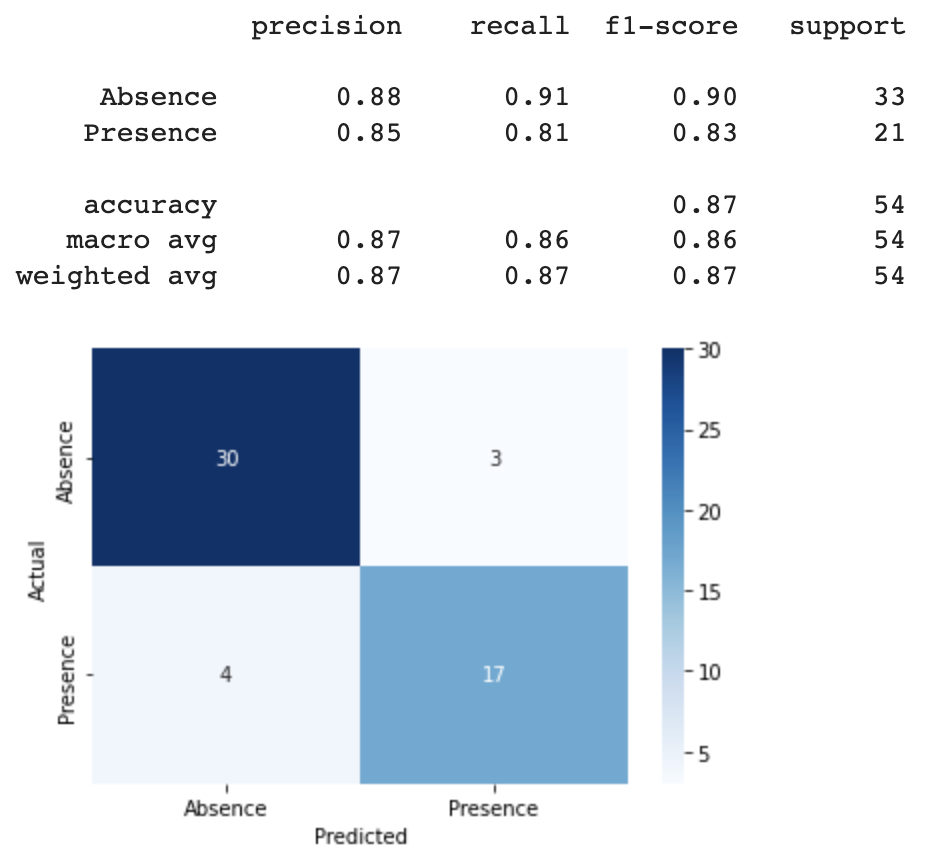 precision recall f1-score support
Absence 0.88 0.91 0.90 33
Presence 0.85 0.81 0.83 21
accuracy 0.87 54
macro avg 0.87 0.86 0.86 54
weighted avg 0.87 0.87 0.87 54
30
25
20
15
10
5
Actual
Absence
30 3
Presence
4 17
Absence Presence
Predicted